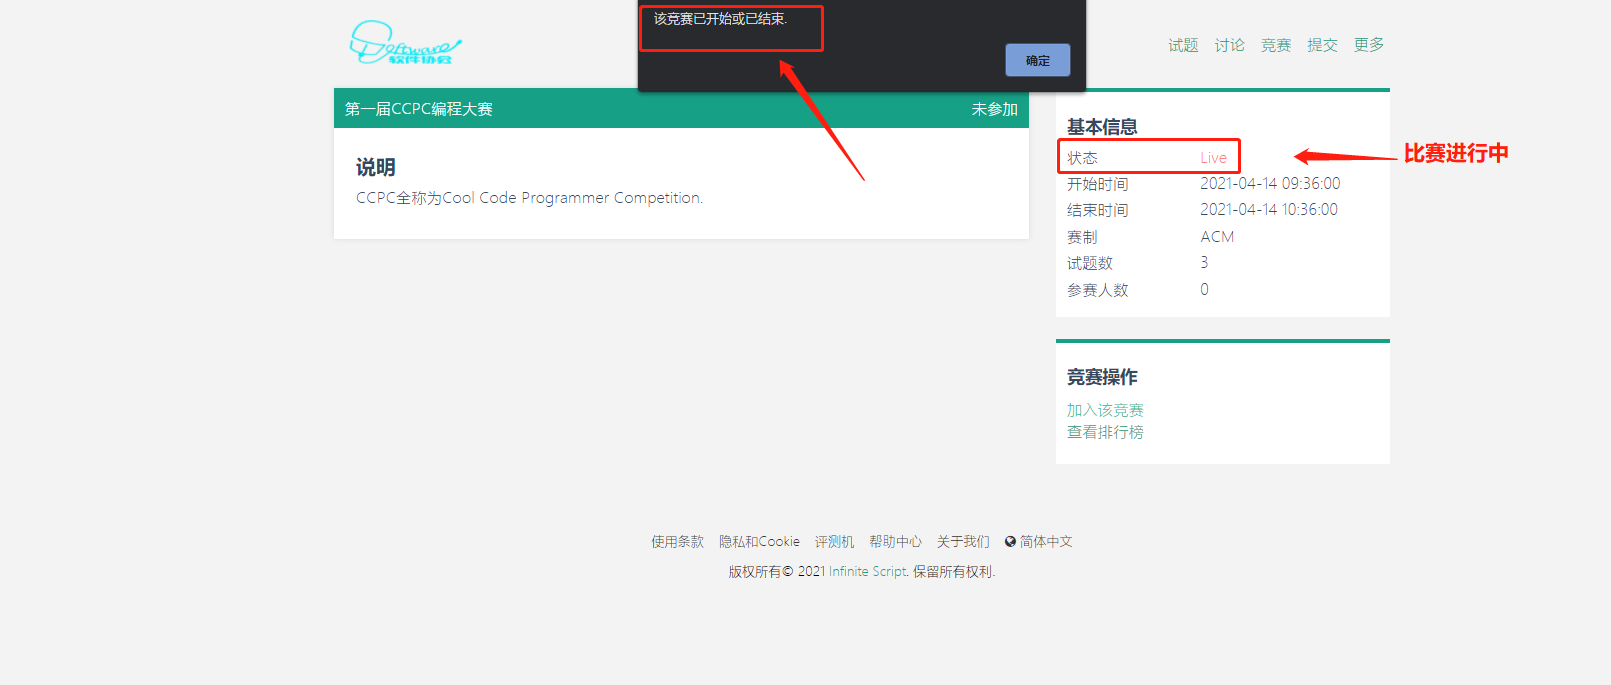 该竞赛已开始或已结束.
确定
Software
软件协会
试题 讨论 竞赛 提交 更多
第一届CCPC编程大赛 未参加
说明
CCPC全称为Cool Code Programmer Competition.
基本信息
状态 Live
比赛进行中
开始时间 2021-04-14 09:36:00
结束时间 2021-04-14 10:36:00
赛制 ACM
试题数 3
参赛人数 0
竞赛操作
加入该竞赛
查看排行榜
使用条款 隐私和Cookie 评测机 帮助中心 关于我们 简体中文
版权所有© 2021 Infinite Script. 保留所有权利.